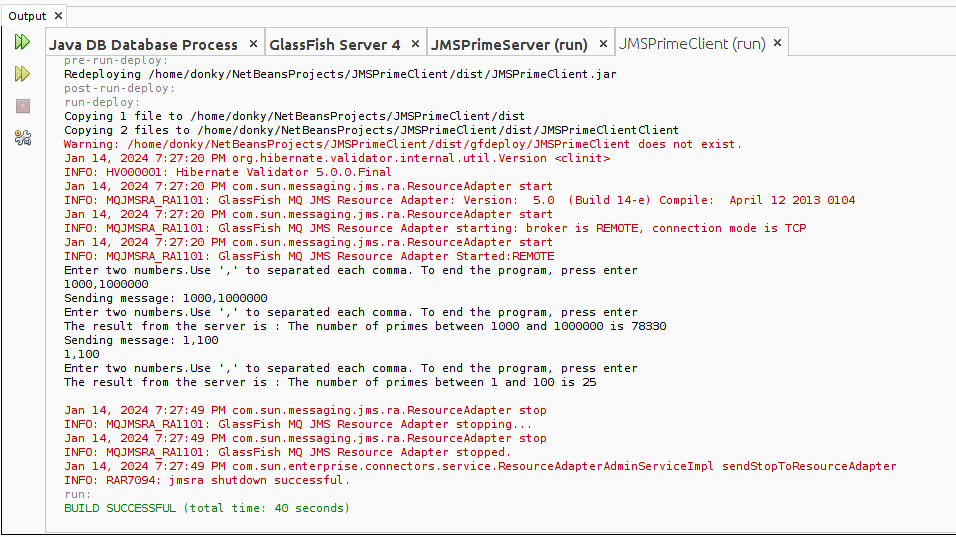 Output ×
Java DB Database Process × GlassFish Server 4 × JMSPrimeServer (run) × JMSPrimeClient (run) ×
pre-run-deploy:
Redeploying /home/donky/NetBeansProjects/JMSPrimeClient/dist/JMSPrimeClient.jar
post-run-deploy:
run-deploy:
Copying 1 file to /home/donky/NetBeansProjects/JMSPrimeClient/dist
Copying 2 files to /home/donky/NetBeansProjects/JMSPrimeClient/dist/JMSPrimeClientClient
Warning: /home/donky/NetBeansProjects/JMSPrimeClient/dist/gfdeploy/JMSPrimeClient does not exist.
Jan 14, 2024 7:27:20 PM org.hibernate.validator.internal.util.Version <clinit>
INFO: HV000001: Hibernate Validator 5.0.0.Final
Jan 14, 2024 7:27:20 PM com.sun.messaging.jms.ra.ResourceAdapter start
INFO: MQJMSRA_RA1101: GlassFish MQ JMS Resource Adapter: Version:  5.0  (Build 14-e) Compile:  April 12 2013 0104
Jan 14, 2024 7:27:20 PM com.sun.messaging.jms.ra.ResourceAdapter start
INFO: MQJMSRA_RA1101: GlassFish MQ JMS Resource Adapter starting: broker is REMOTE, connection mode is TCP
Jan 14, 2024 7:27:20 PM com.sun.messaging.jms.ra.ResourceAdapter start
INFO: MQJMSRA_RA1101: GlassFish MQ JMS Resource Adapter Started:REMOTE
Enter two numbers.Use ',' to separated each comma. To end the program, press enter
1000,1000000
Sending message: 1000,1000000
Enter two numbers.Use ',' to separated each comma. To end the program, press enter
The result from the server is : The number of primes between 1000 and 1000000 is 78330
Sending message: 1,100
1,100
Enter two numbers.Use ',' to separated each comma. To end the program, press enter
The result from the server is : The number of primes between 1 and 100 is 25
Jan 14, 2024 7:27:49 PM com.sun.messaging.jms.ra.ResourceAdapter stop
INFO: MQJMSRA_RA1101: GlassFish MQ JMS Resource Adapter stopping...
Jan 14, 2024 7:27:49 PM com.sun.messaging.jms.ra.ResourceAdapter stop
INFO: MQJMSRA_RA1101: GlassFish MQ JMS Resource Adapter stopped.
Jan 14, 2024 7:27:49 PM com.sun.enterprise.connectors.service.ResourceAdapterAdminServiceImpl sendStopToResourceAdapter
INFO: RAR7094: jmsra shutdown successful.
run:
BUILD SUCCESSFUL (total time: 40 seconds)